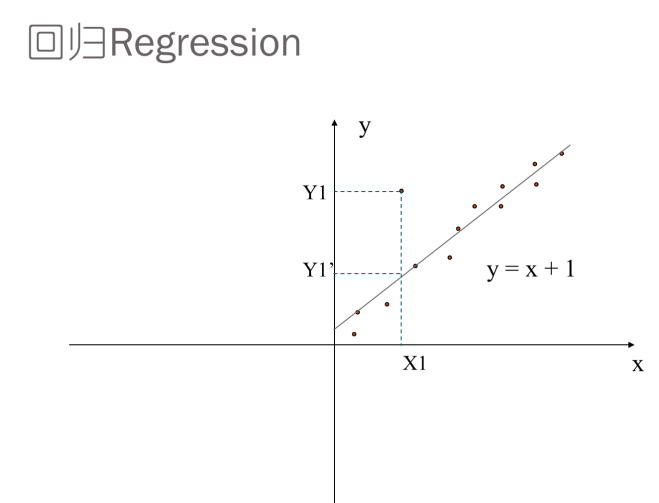 回归Regression
y
Y1
Y1’
y = x + 1
X1
x